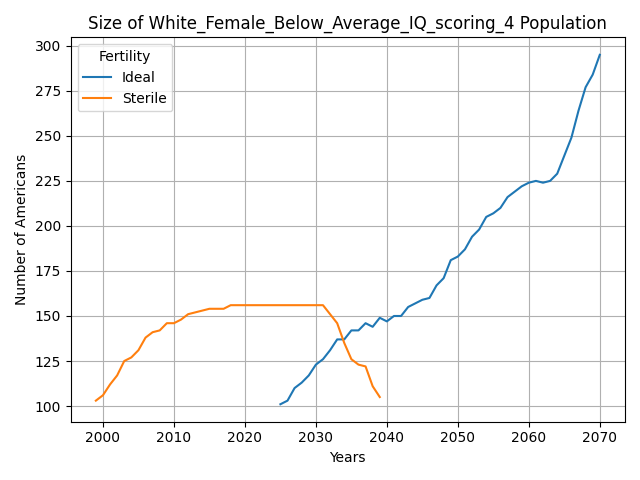 Size of White_Female_Below_Average_IQ_scoring_4 Population
300
275
250
225
200
175
150
125
100
Number of Americans
Fertility
Ideal
Sterile
2000 2010 2020 2030 2040 2050 2060 2070
Years